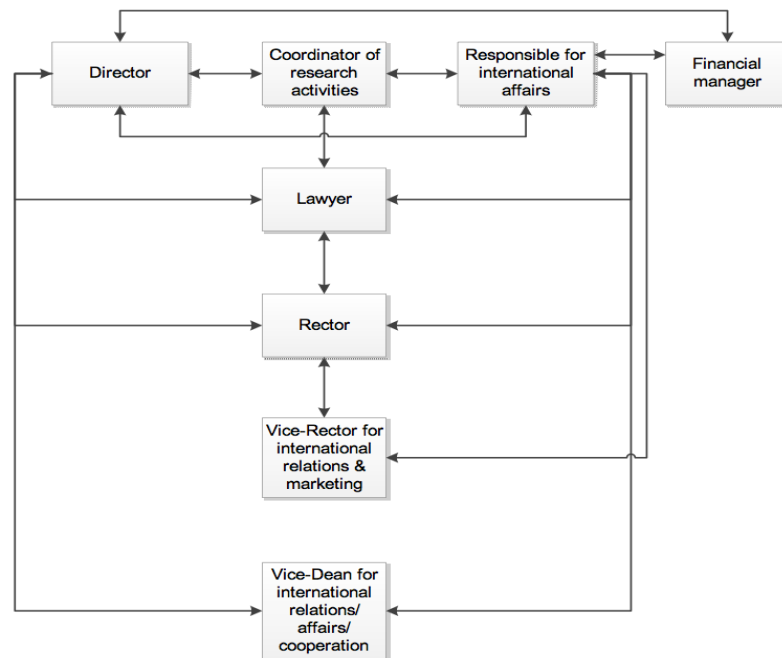 Director
Coordinator of
research
activities
Responsible for
international
affairs
Financial
manager
Lawyer
Rector
Vice-Rector for
international
relations &
marketing
Vice-Dean for
international
relations/
affairs/
cooperation